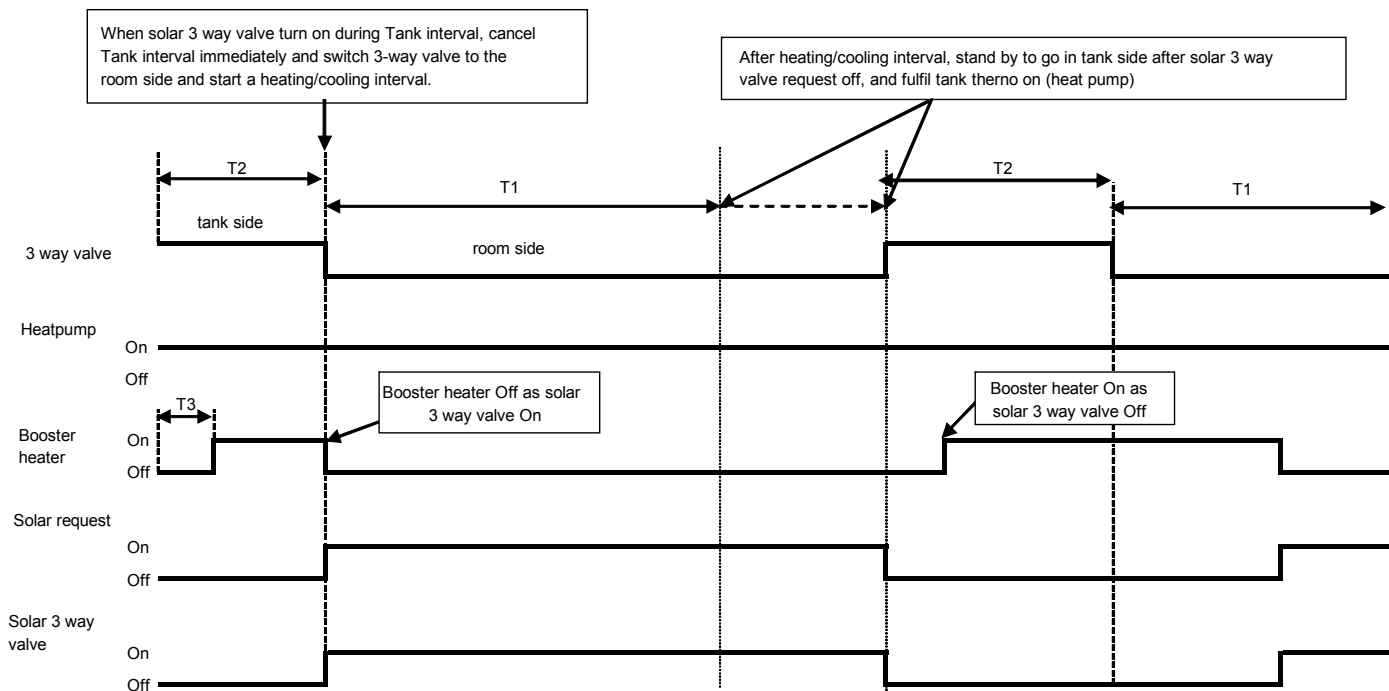 When solar 3 way valve turn on during Tank interval, cancel
Tank interval immediately and switch 3-way valve to the
room side and start a heating/cooling interval.
After heating/cooling interval, stand by to go in tank side after solar 3 way
valve request off, and fulfil tank therno on (heat pump)
T2
T1
T2
T1
tank side
room side
3 way valve
Heatpump
On
Off
T3
Booster heater Off as solar
3 way valve On
Booster heater On as
solar 3 way valve Off
Booster
heater
On
Off
Solar request
On
Off
Solar 3 way
valve
On
Off